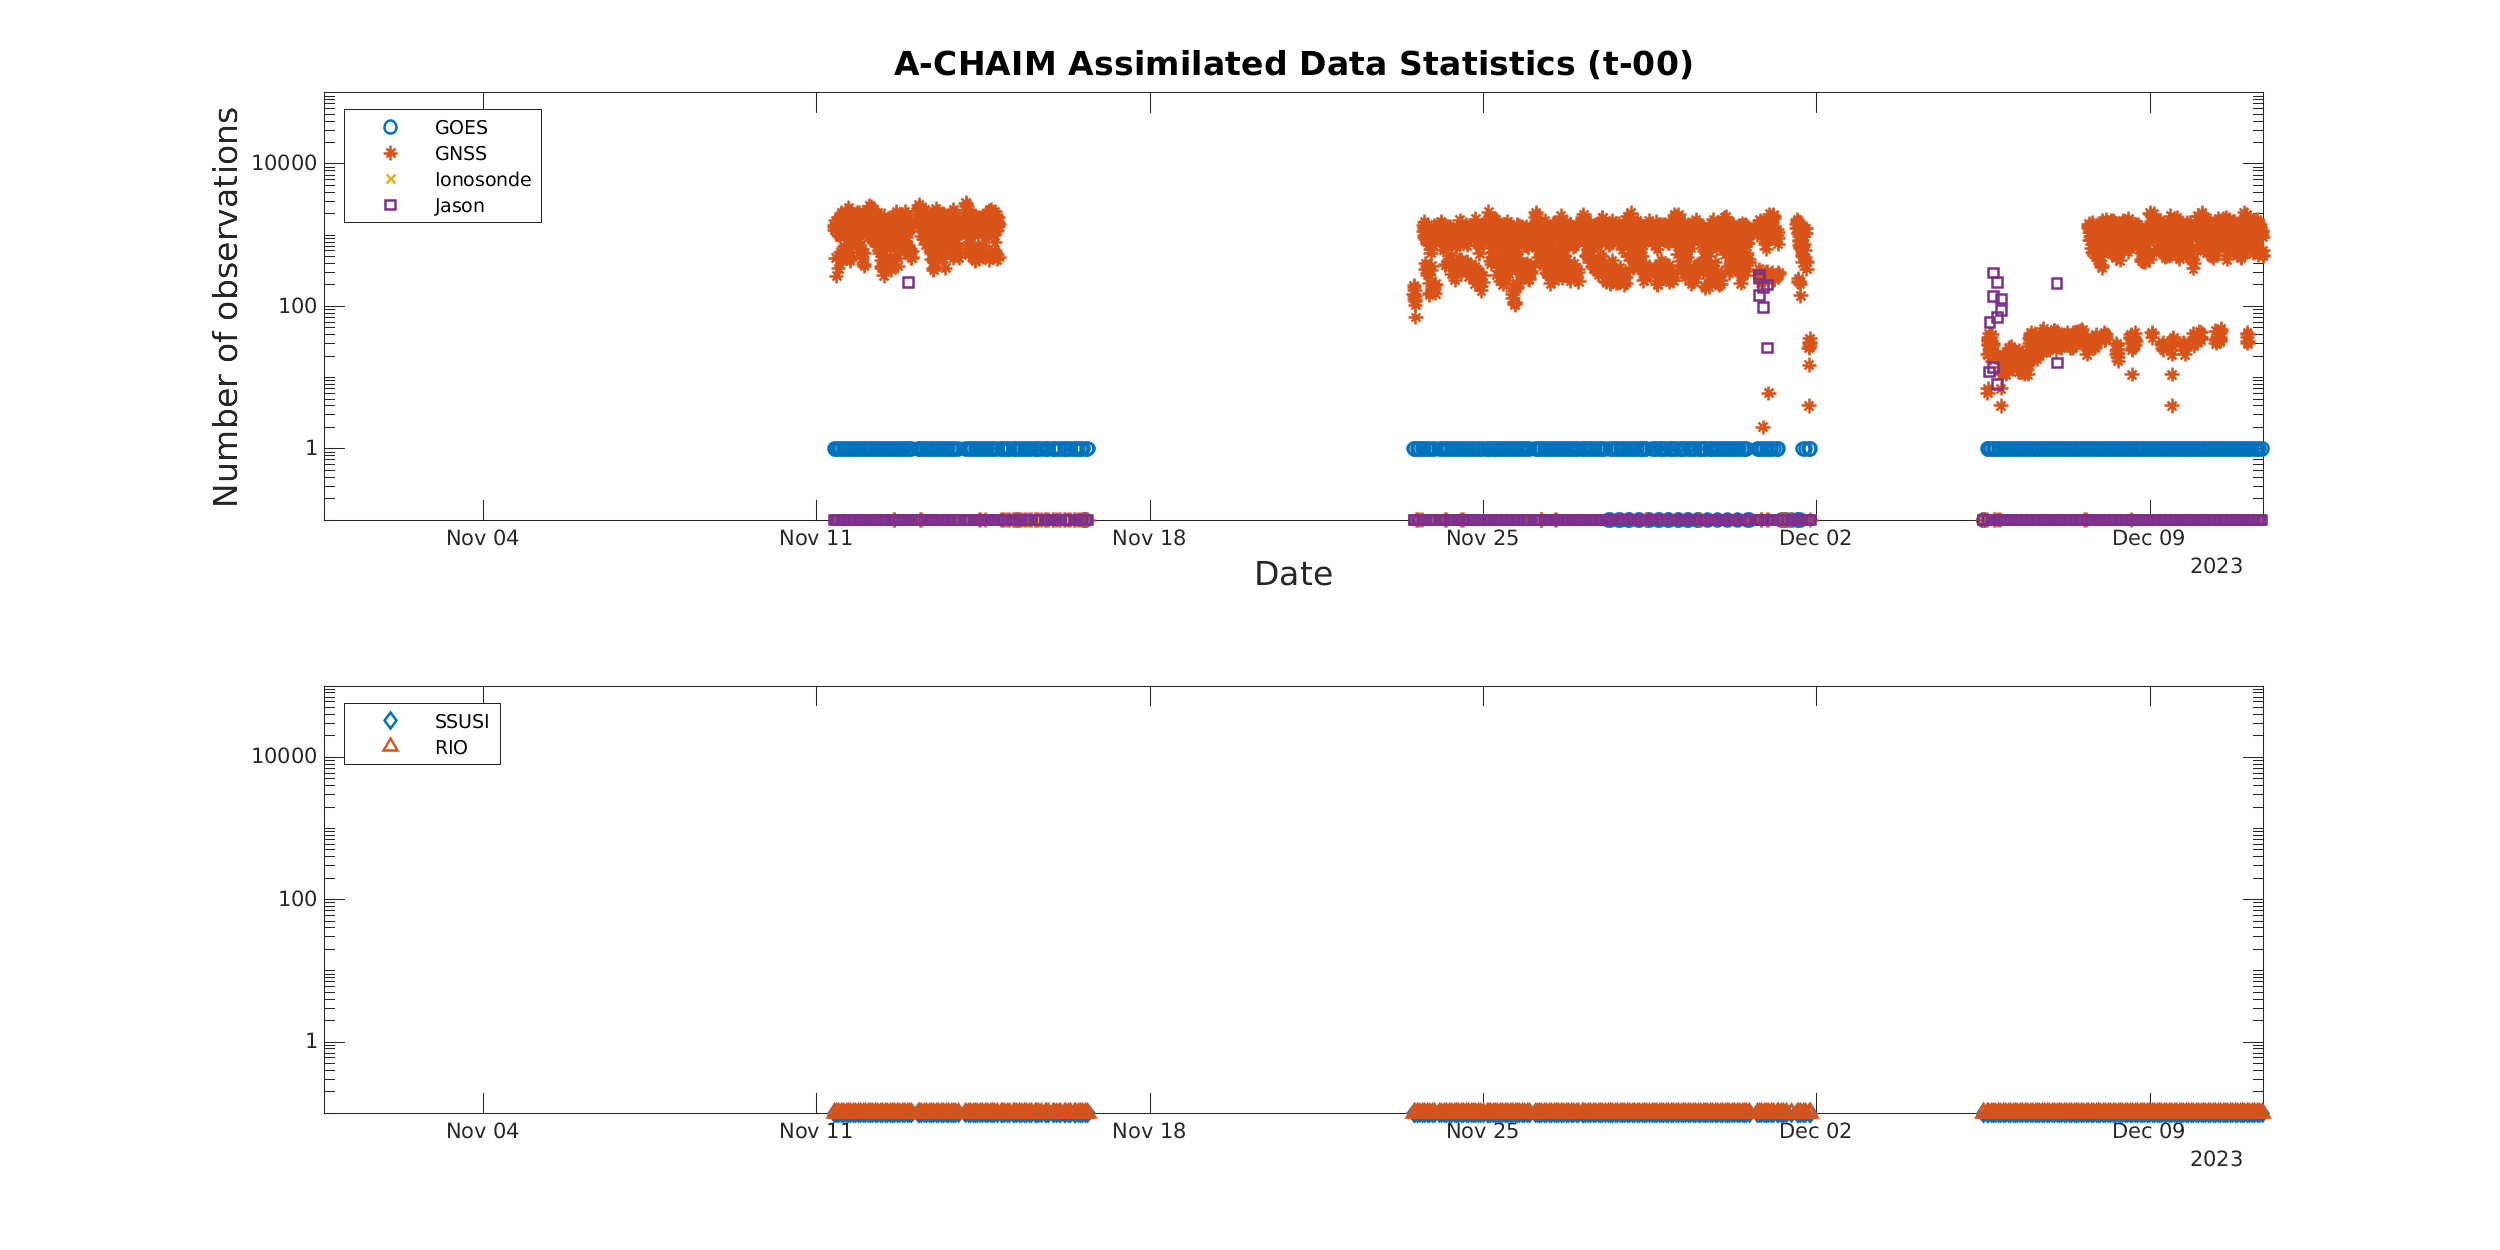 A-CHAIM Assimilated Data Statistics (t-00)
Number of observations
10000
100
1
GOES
GNSS
Ionosonde
Jason
Nov 04
Nov 11
Nov 18
Nov 25
Dec 02
Dec 09
2023
Date
10000
100
1
SSUSI
RIO
Nov 04
Nov 11
Nov 18
Nov 25
Dec 02
Dec 09
2023